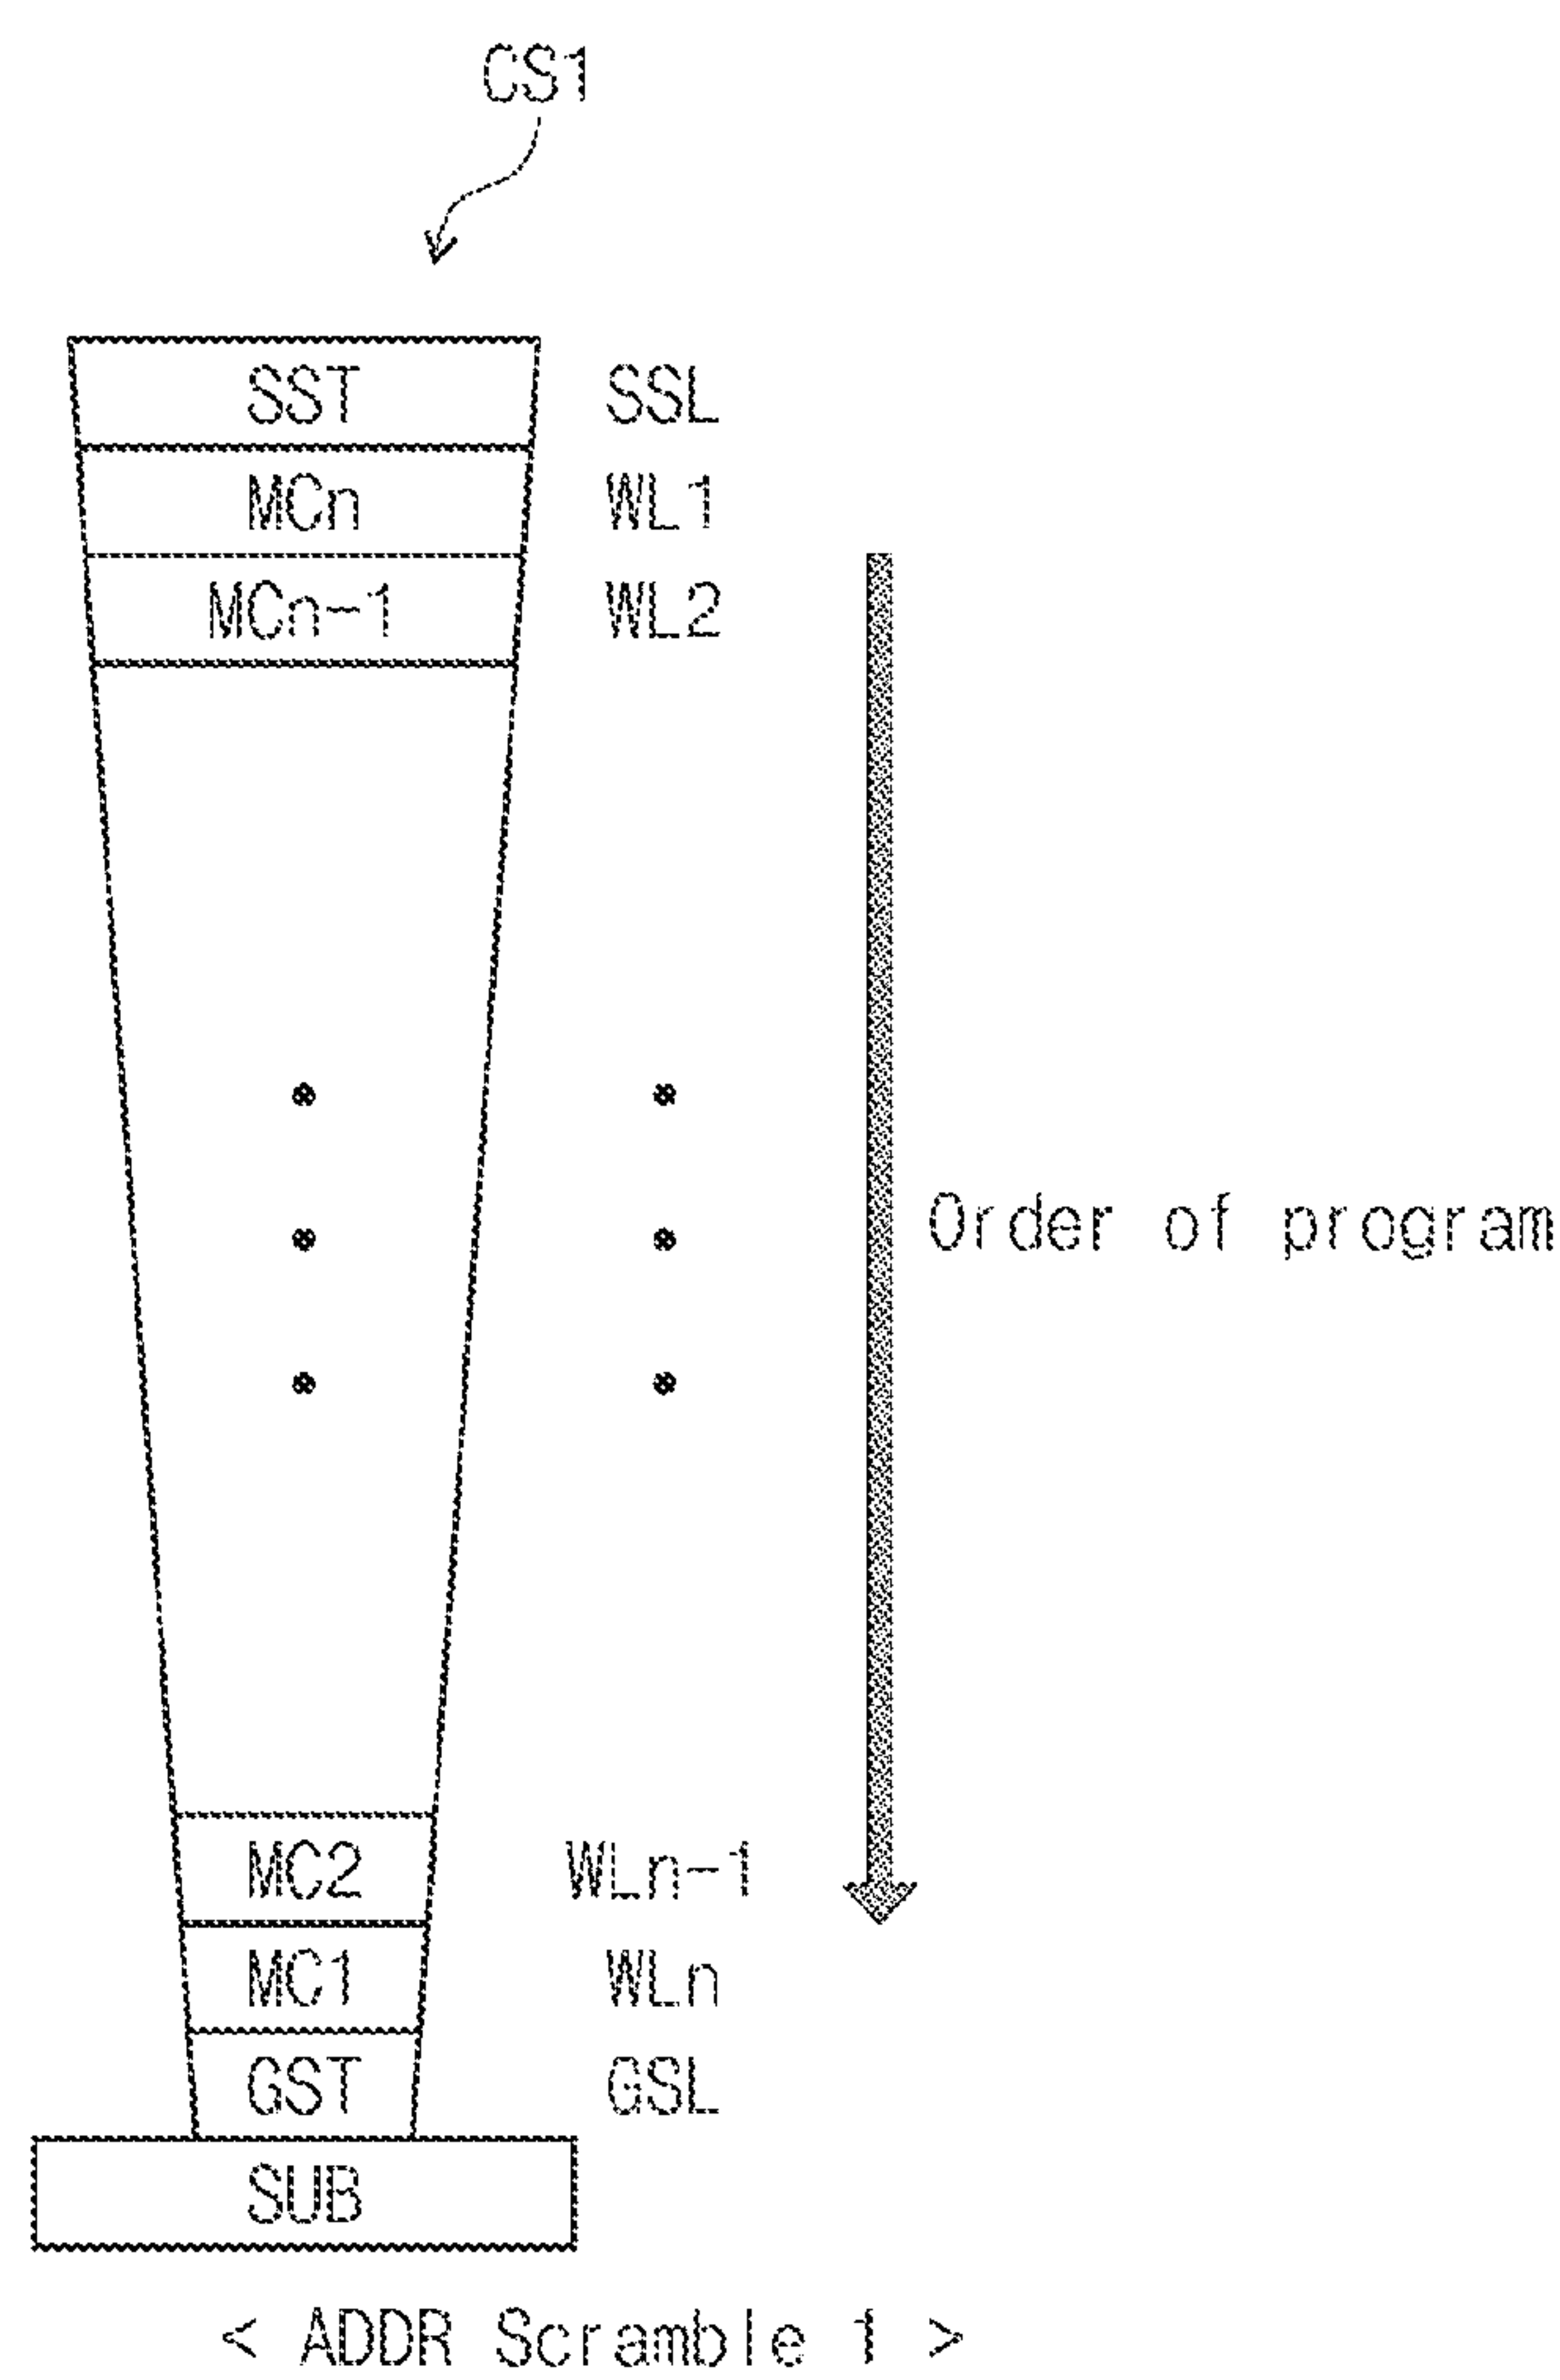 CS1
SST SSL
MCn WL1
MCn-1 WL2
Order of program
MC2 WLn-1
MC1 WLn
GST GSL
SUB
< ADDR Scramble 1 >